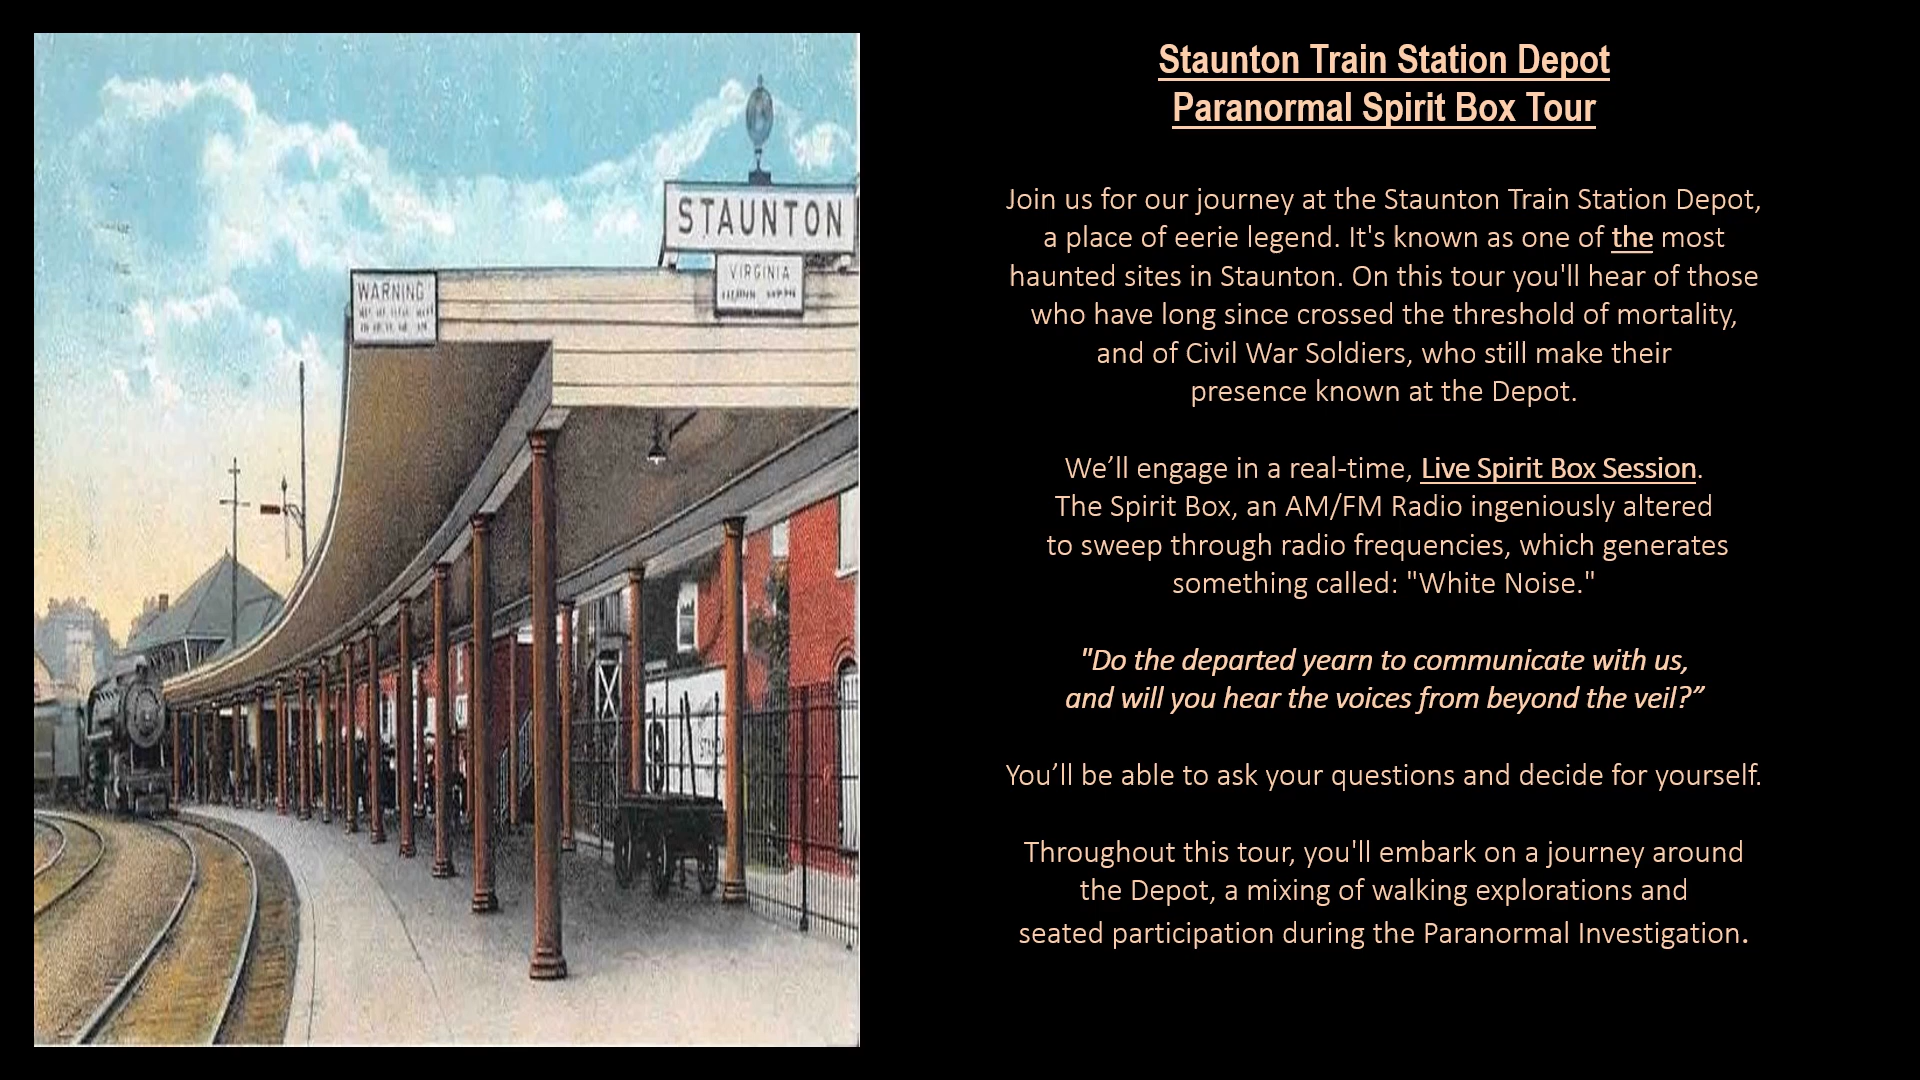 STAUNTON
VIRGINIA
WARNING
Staunton Train Station Depot
Paranormal Spirit Box Tour
Join us for our journey at the Staunton Train Station Depot,
a place of eerie legend. It's known as one of the most
haunted sites in Staunton. On this tour you'll hear of those
who have long since crossed the threshold of mortality,
and of Civil War Soldiers, who still make their
presence known at the Depot.
We’ll engage in a real-time, Live Spirit Box Session.
The Spirit Box, an AM/FM Radio ingeniously altered
to sweep through radio frequencies, which generates
something called: "White Noise."
"Do the departed yearn to communicate with us,
and will you hear the voices from beyond the veil?”
You’ll be able to ask your questions and decide for yourself.
Throughout this tour, you'll embark on a journey around
the Depot, a mixing of walking explorations and
seated participation during the Paranormal Investigation.